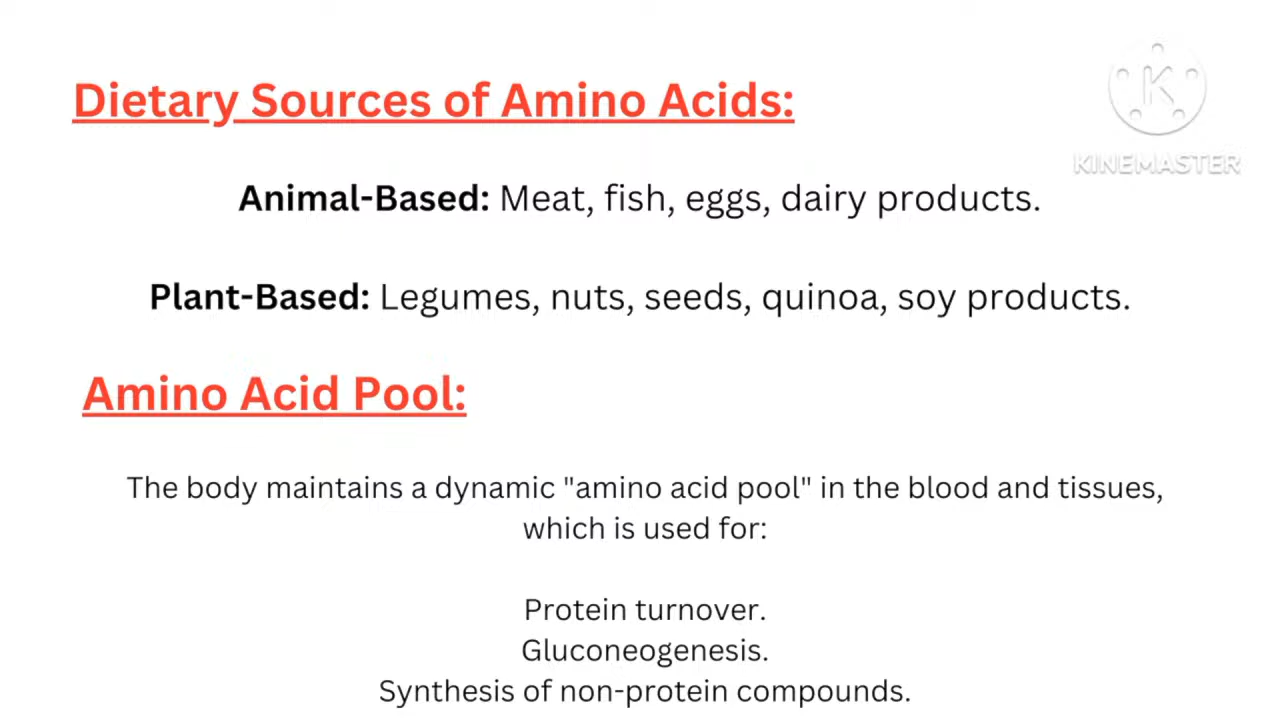 Dietary Sources of Amino Acids:
K
KINEMASTER
Animal-Based: Meat, fish, eggs, dairy products.
Plant-Based: Legumes, nuts, seeds, quinoa, soy products.
Amino Acid Pool:
The body maintains a dynamic "amino acid pool" in the blood and tissues,
which is used for:
Protein turnover.
Gluconeogenesis.
Synthesis of non-protein compounds.